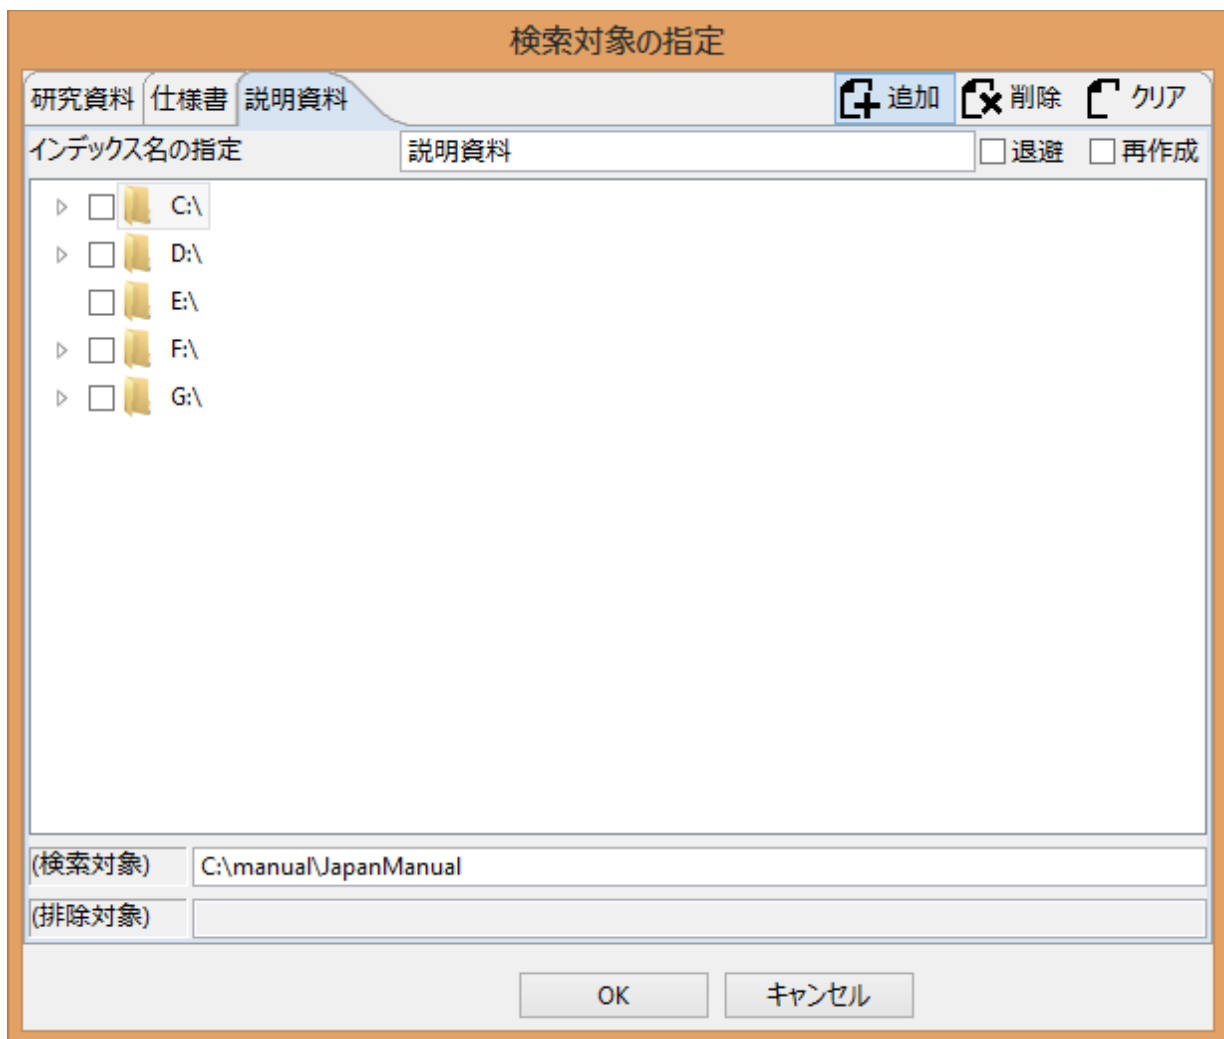 検索対象の指定
研究資料 仕様書 説明資料 追加 削除 クリア
インデックス名の指定 説明資料 退避 再作成
C:\
D:\
E:\
F:\
G:\
(検索対象) C:\manual\JapanManual
(排除対象)
OK キャンセル